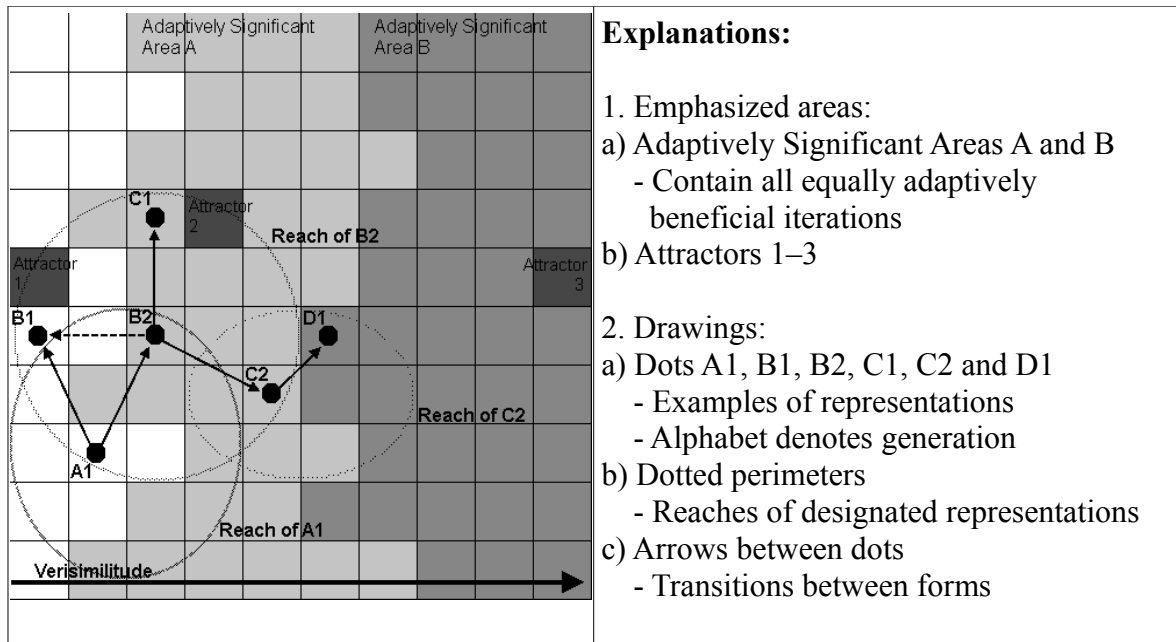 Adaptively Significant
Area A
Adaptively Significant
Area B
C1
Attractor
2
Reach of B2
Attractor
1
Attractor
3
B1
B2
D1
C2
Reach of C2
A1
Reach of A1
Verisimilitude
Explanations:
1. Emphasized areas:
a) Adaptively Significant Areas A and B
- Contain all equally adaptively
beneficial iterations
b) Attractors 1–3
2. Drawings:
a) Dots A1, B1, B2, C1, C2 and D1
- Examples of representations
- Alphabet denotes generation
b) Dotted perimeters
- Reaches of designated representations
c) Arrows between dots
- Transitions between forms